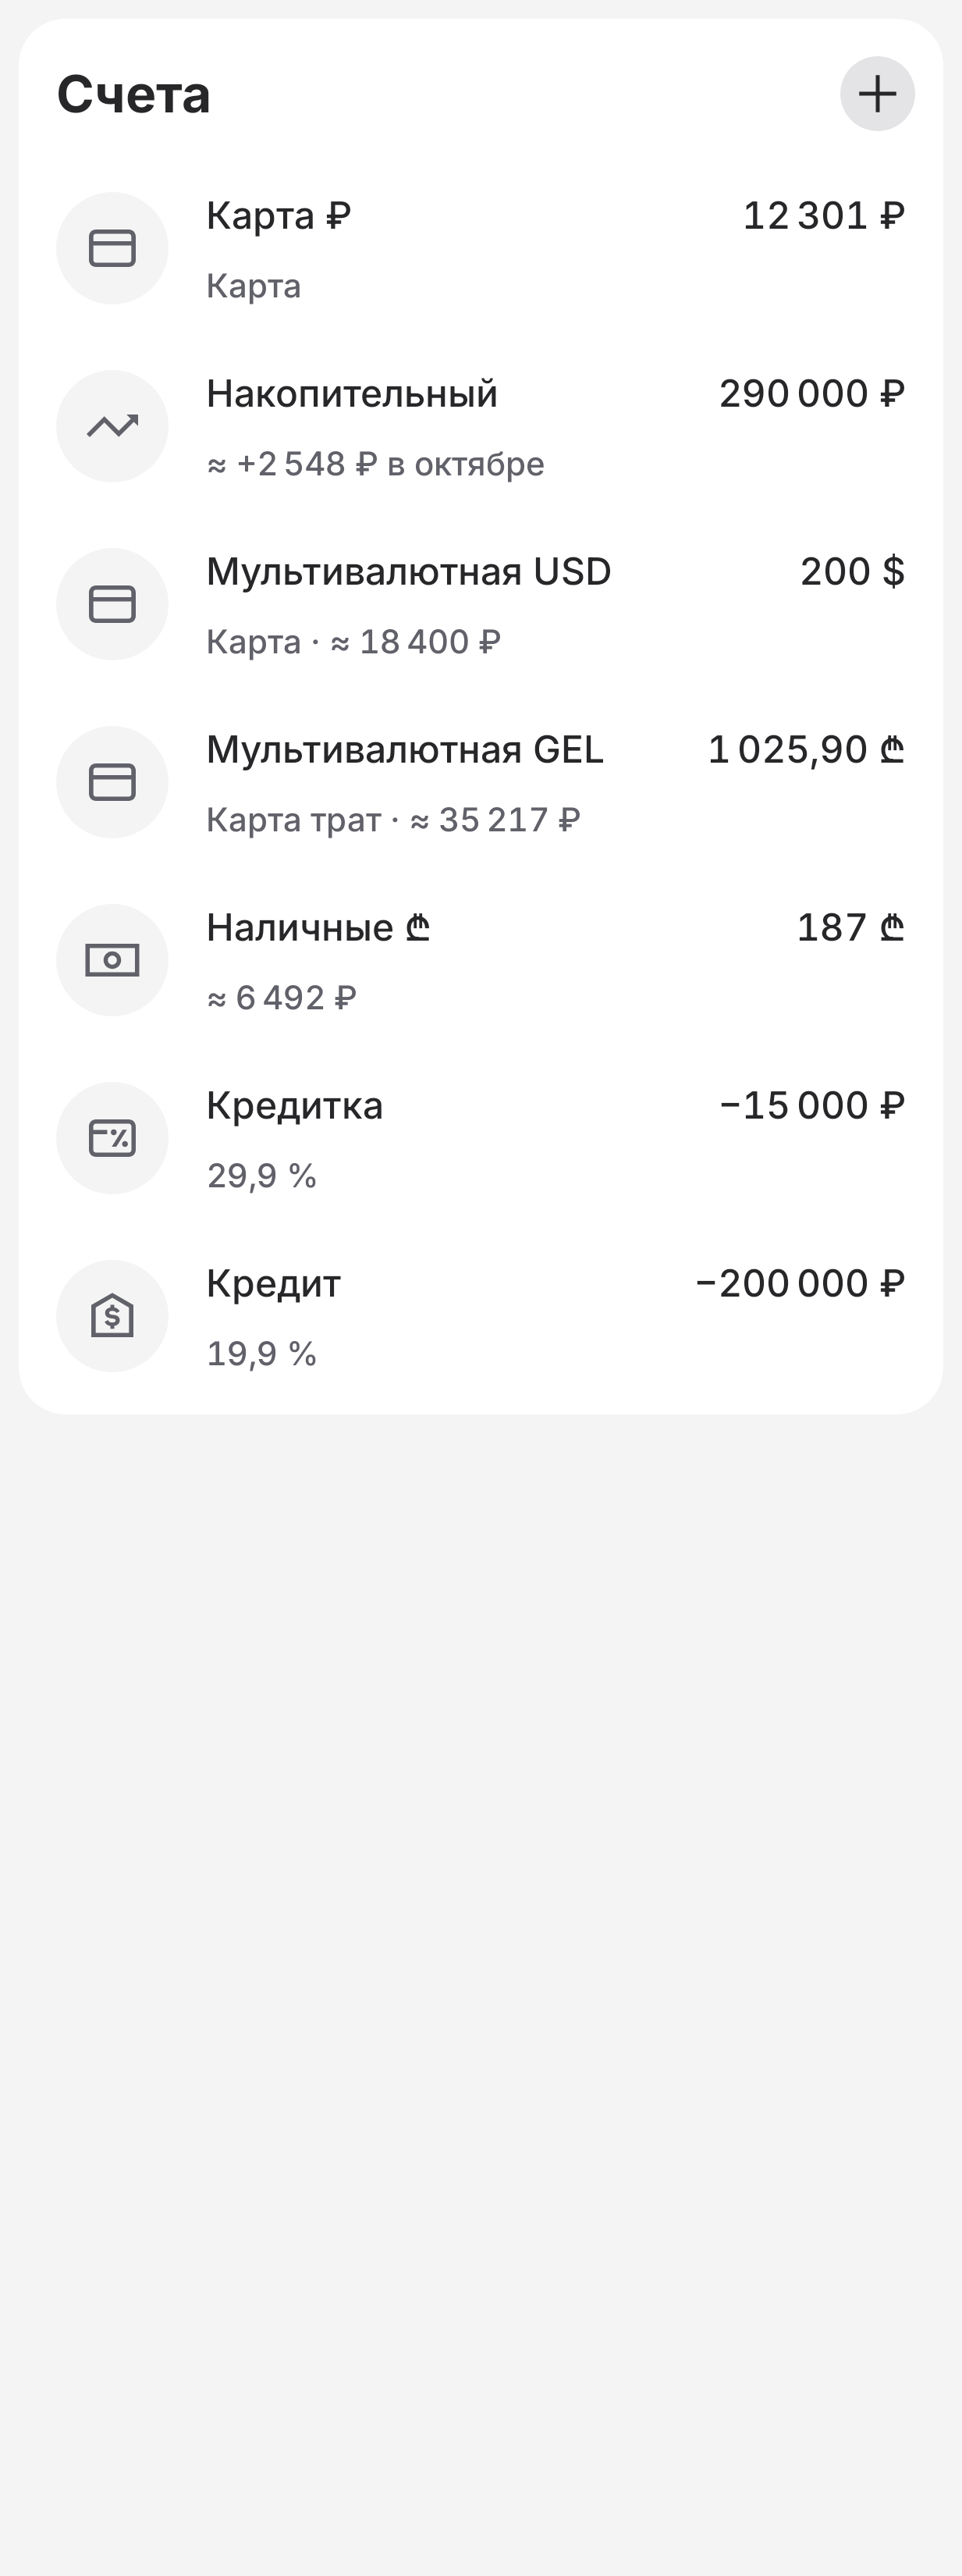 Счета
Карта ₽ 12 301 ₽
Карта
Накопительный 290 000 ₽
≈ +2 548 ₽ в октябре
Мультивалютная USD 200 $
Карта · ≈ 18 400 ₽
Мультивалютная GEL 1 025,90 ₾
Карта трат · ≈ 35 217 ₽
Наличные ₾ 187 ₾
≈ 6 492 ₽
Кредитка −15 000 ₽
29,9 %
Кредит −200 000 ₽
19,9 %